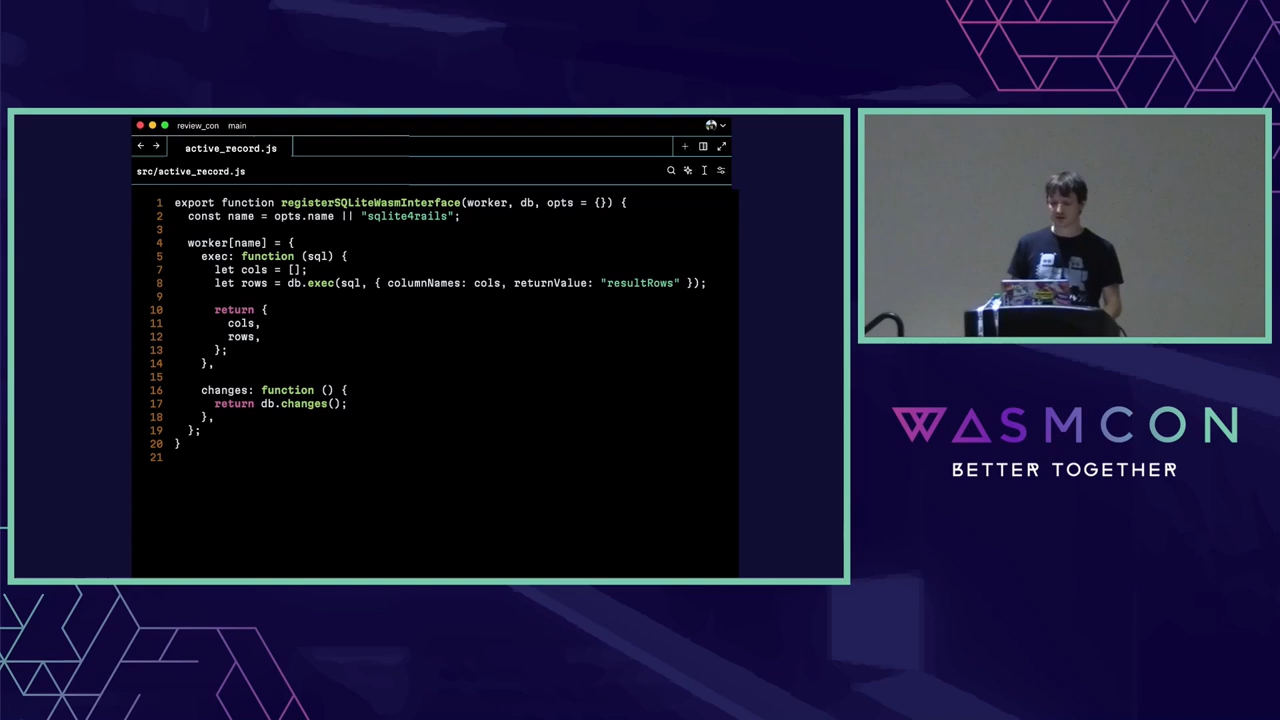 review_con main
active_record.js
src/active_record.js
1 export function registerSQLiteWasmInterface(worker, db, opts = {}) {
2 const name = opts.name || "sqlite4rails";
3
4 worker[name] = {
5 exec: function (sql) {
7 let cols = [];
8 let rows = db.exec(sql, { columnNames: cols, returnValue: "resultRows" });
9
10 return {
11 cols,
12 rows,
13 };
14 },
15
16 changes: function () {
17 return db.changes();
18 },
19 };
20 }
21
WASMCON
BETTER TOGETHER